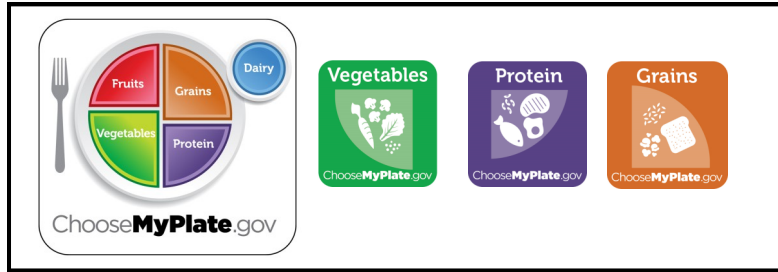 Fruits
Grains
Dairy
Vegetables
Protein
ChooseMyPlate.gov
Vegetables
ChooseMyPlate.gov
Protein
ChooseMyPlate.gov
Grains
ChooseMyPlate.gov